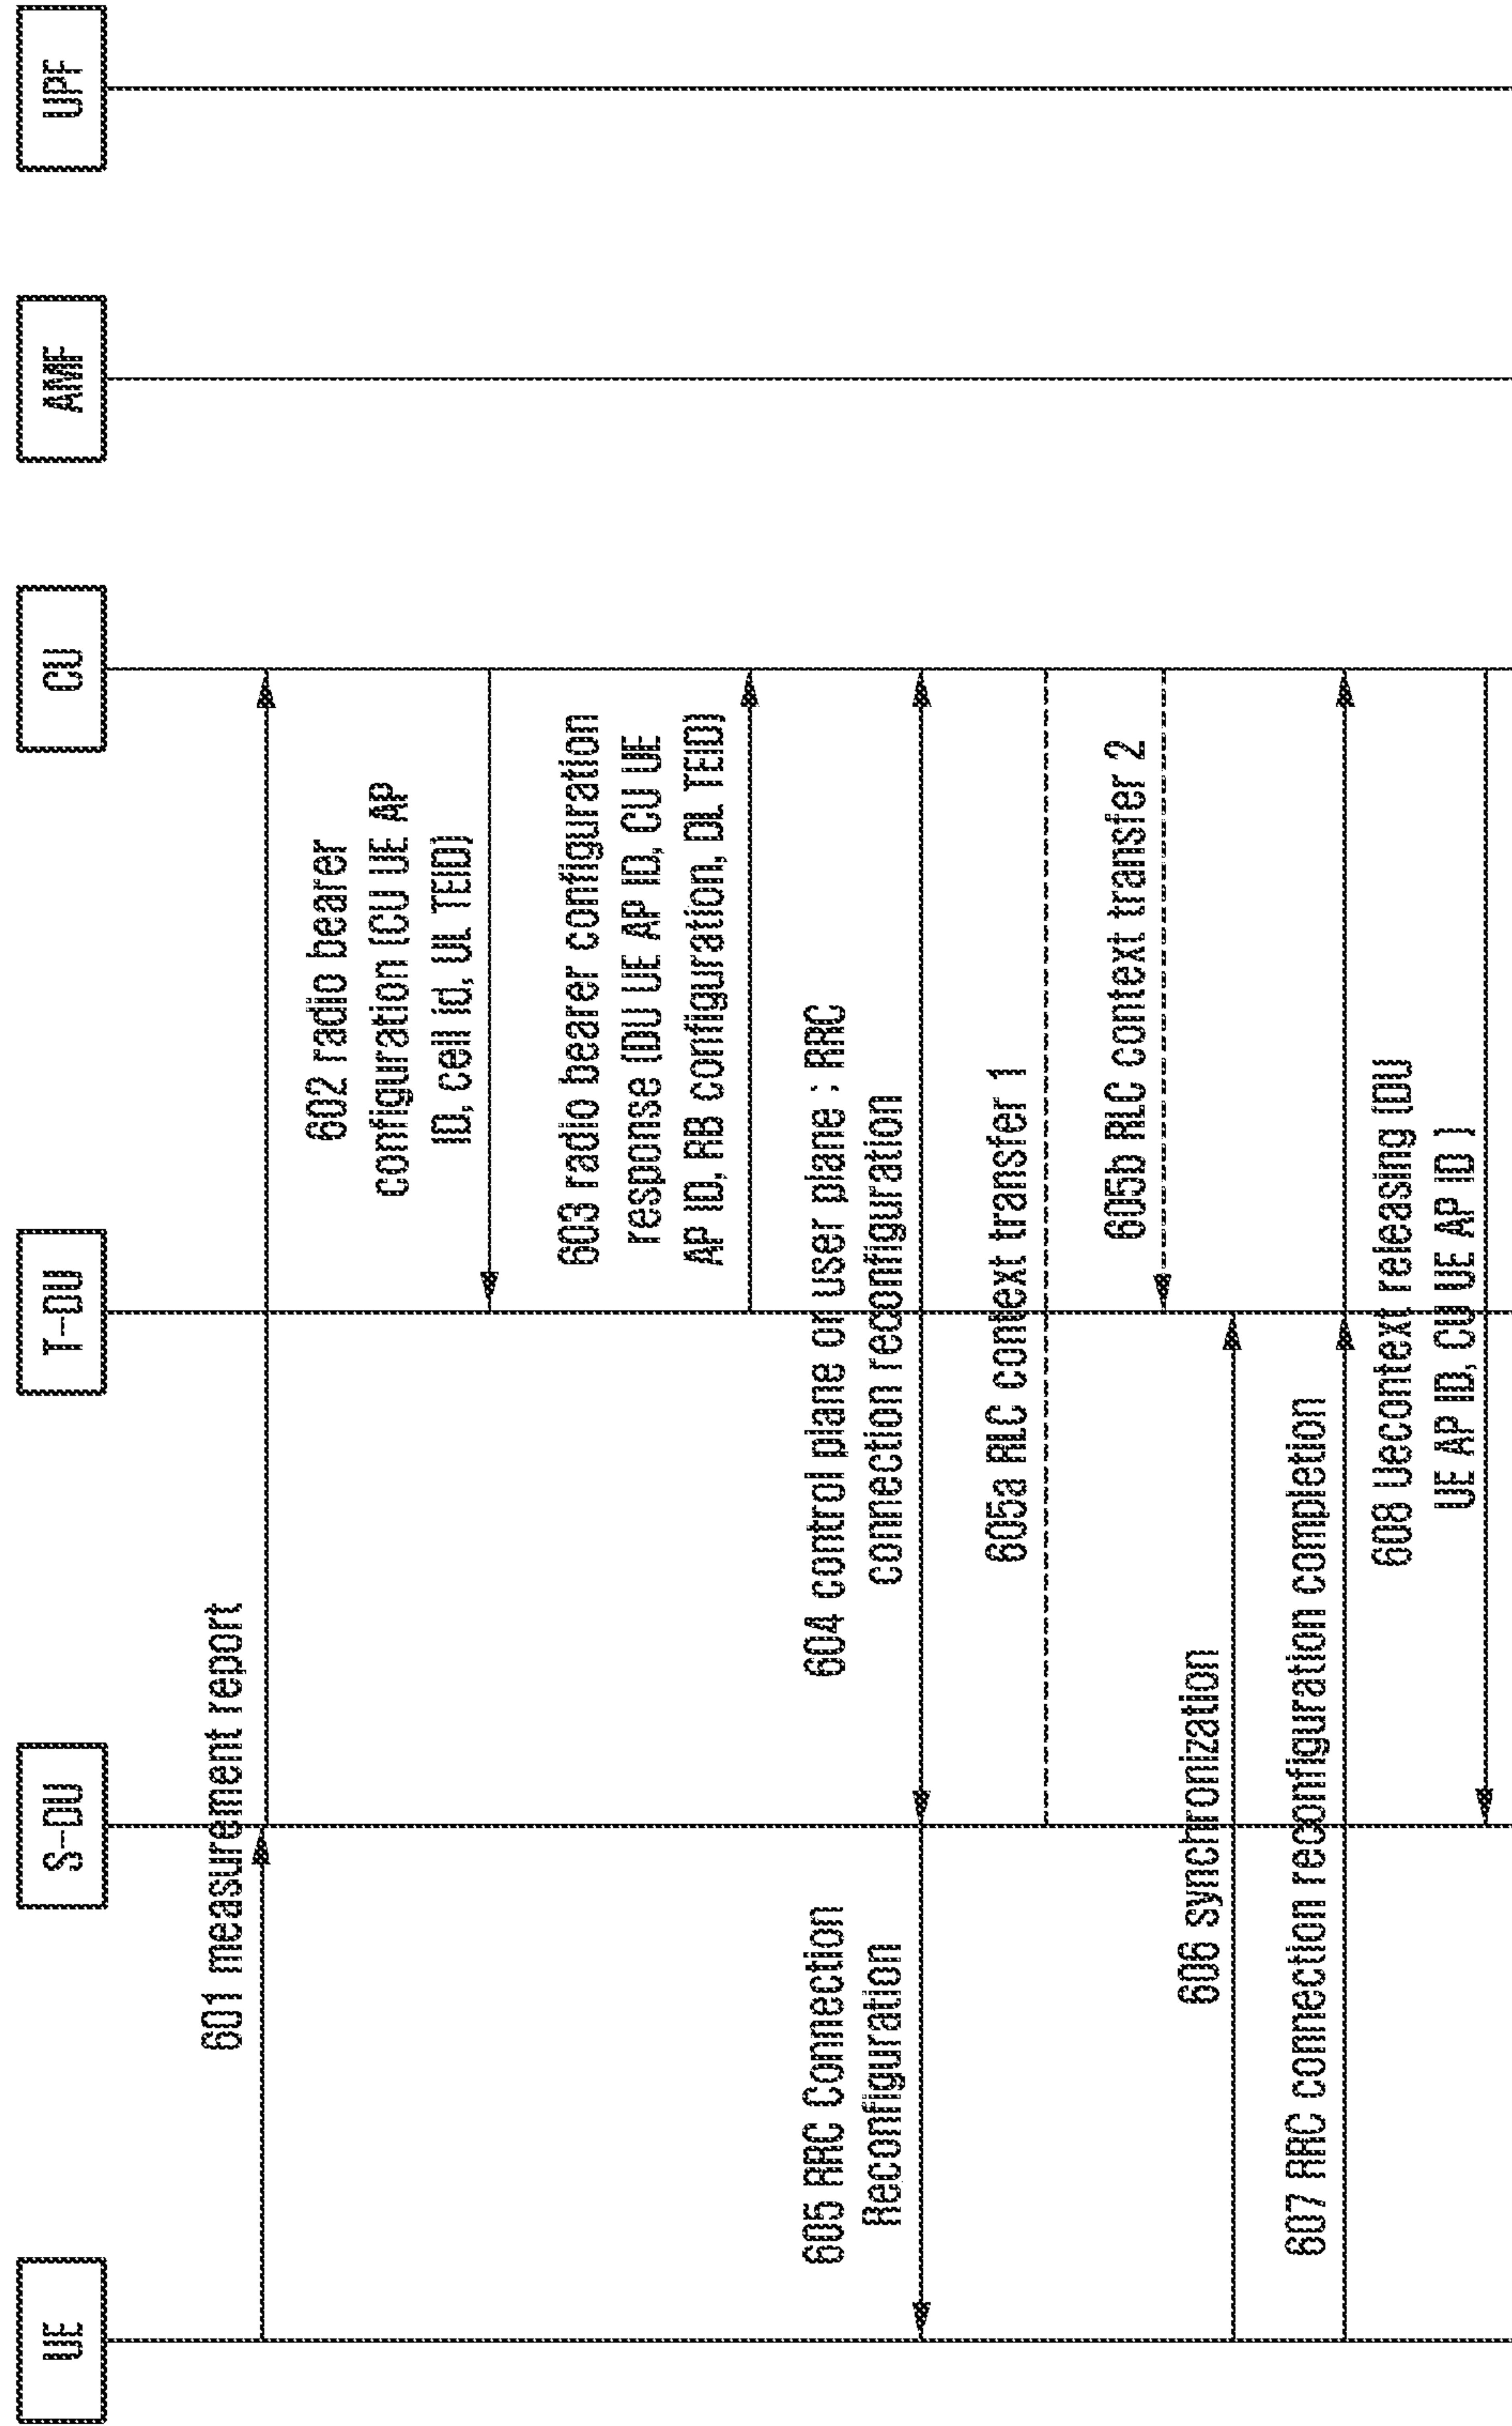 UE
S-DU
T-DU
CU
AMF
UPF
601 measurement report
602 radio bearer
configuration (CU UE AP
ID, cell id, UL TEID)
603 radio bearer configuration
response (DU UE AP ID, CU UE
AP ID, RB configuration, DL TEID)
605 RRC Connection
Reconfiguration
604 control plane or user plane : RRC
connection reconfiguration
605a RLC context transfer 1
605b RLC context transfer 2
606 synchronization
607 RRC connection reconfiguration completion
608 Uecontext releasing (DU
UE AP ID, CU UE AP ID )